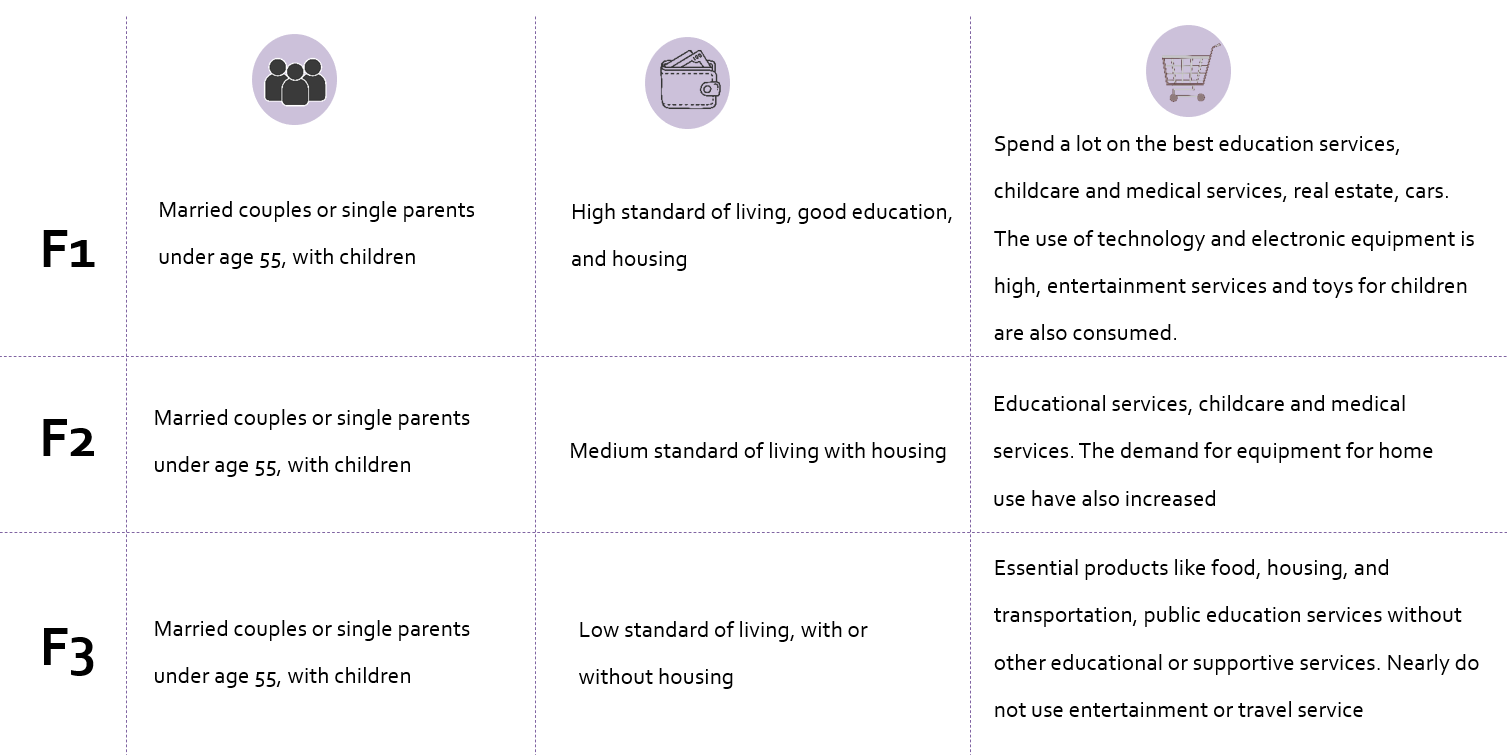 F1
Married couples or single parents
under age 55, with children
High standard of living, good education,
and housing
Spend a lot on the best education services,
childcare and medical services, real estate, cars.
The use of technology and electronic equipment is
high, entertainment services and toys for children
are also consumed.
F2
Married couples or single parents
under age 55, with children
Medium standard of living with housing
Educational services, childcare and medical
services. The demand for equipment for home
use have also increased
F3
Married couples or single parents
under age 55, with children
Low standard of living, with or
without housing
Essential products like food, housing, and
transportation, public education services without
other educational or supportive services. Nearly do
not use entertainment or travel service